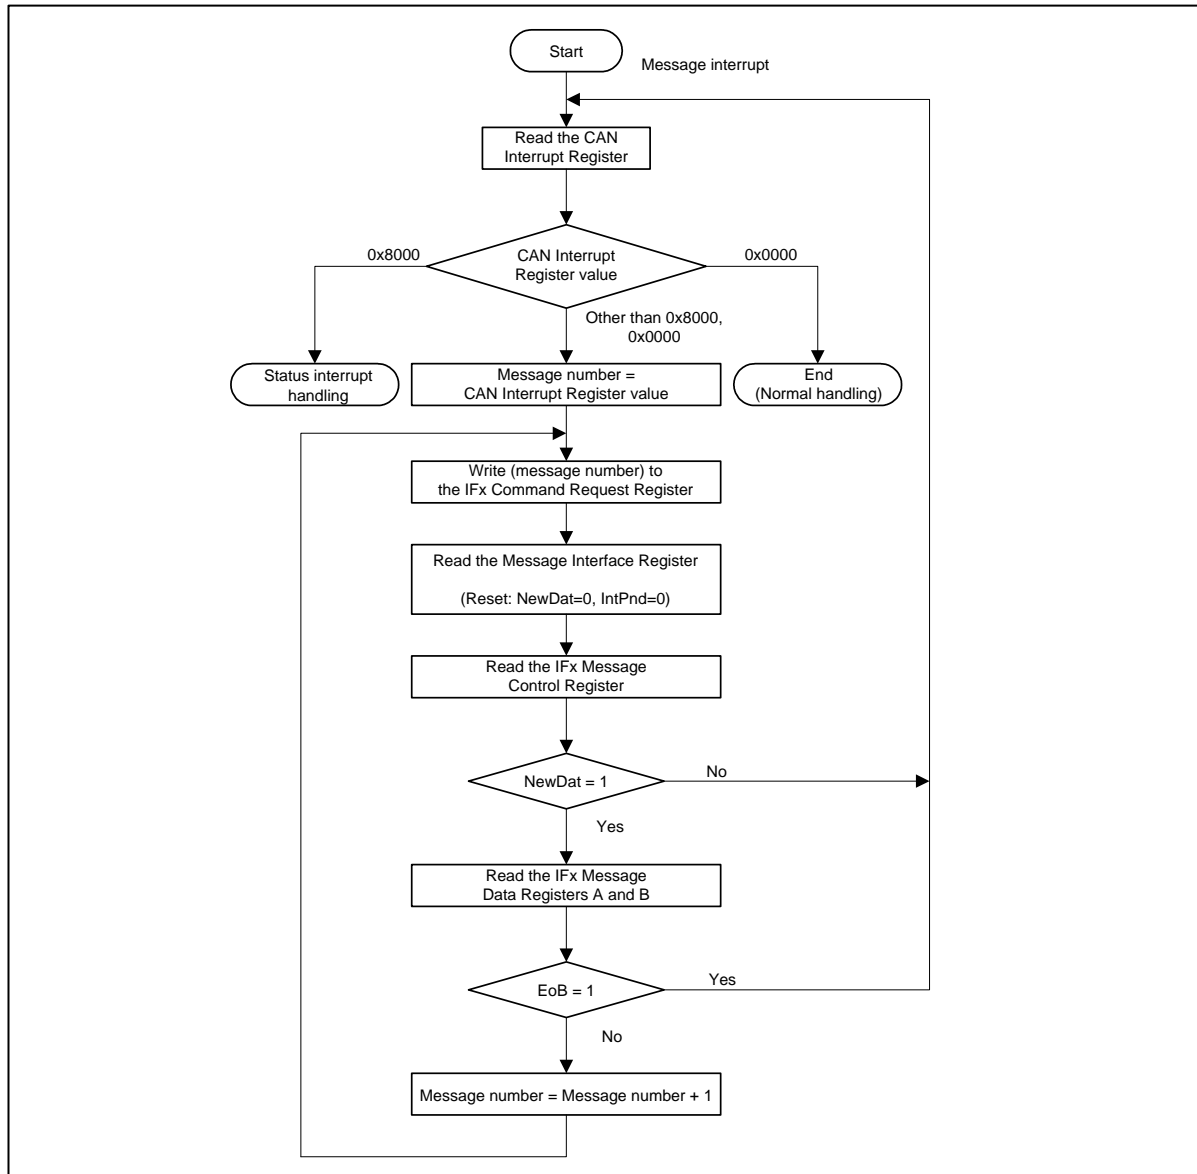 Start
Message interrupt
Read the CAN
Interrupt Register
0x8000
CAN Interrupt
Register value
0x0000
Other than 0x8000,
0x0000
Status interrupt
handling
Message number =
CAN Interrupt Register value
End
(Normal handling)
Write (message number) to
the IFx Command Request Register
Read the Message Interface Register
(Reset: NewDat=0, IntPnd=0)
Read the IFx Message
Control Register
NewDat = 1
No
Yes
Read the IFx Message
Data Registers A and B
EoB = 1
Yes
No
Message number = Message number + 1